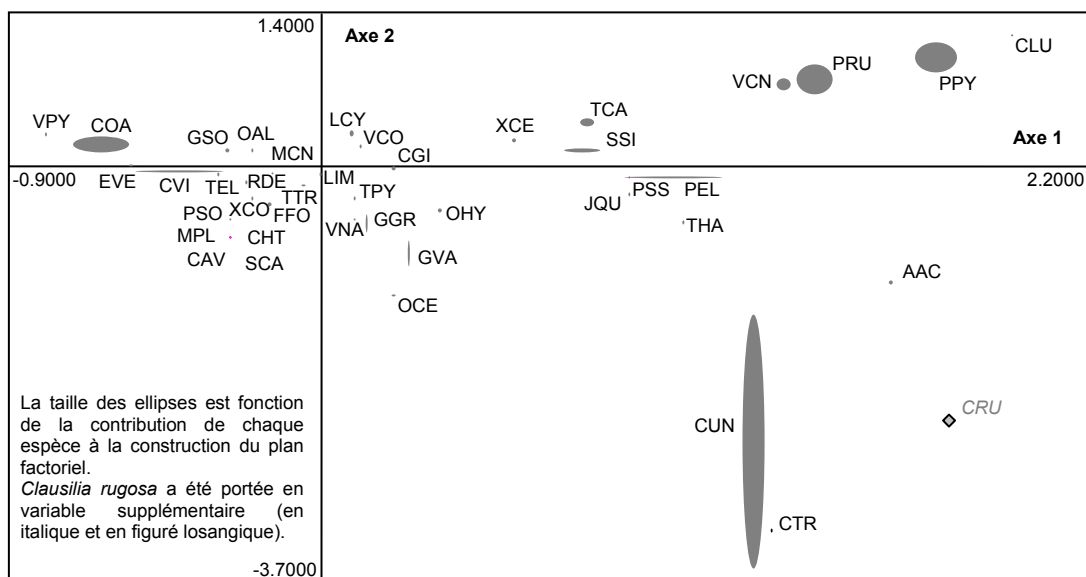 1.4000
Axe 2
CLU
PRU
VCN
PPY
TCA
VPY
COA
LCY
XCE
GSO
OAL
VCO
SSI
Axe 1
MCN
CGI
-0.9000
EVE
CVI
TEL
RDE
LIM
2.2000
TTR
TPY
JQU
PSS
PEL
PSO
XCO
FFO
OHY
GGR
VNA
THA
MPL
CHT
CAV
SCA
GVA
AAC
OCE
La taille des ellipses est fonction
de la contribution de chaque
espèce à la construction du plan
factoriel.
Clausilia rugosa a été portée en
variable supplémentaire (en
italique et en figuré losangique).
CRU
CUN
CTR
-3.7000